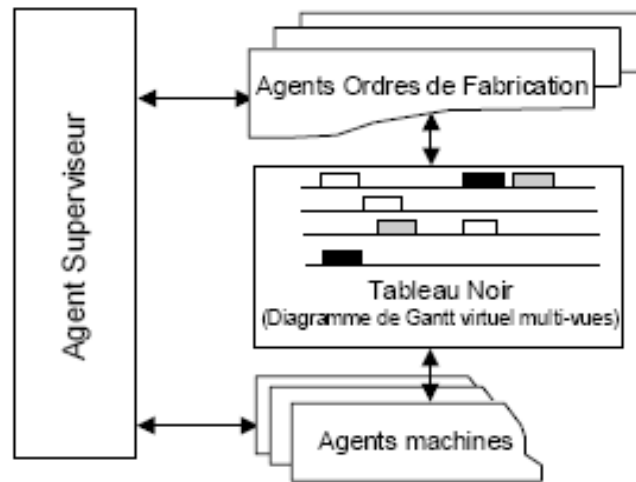 Agent Superviseur
Agents Ordres de Fabrication
Tableau Noir
(Diagramme de Gantt virtuel multi-vues)
Agents machines